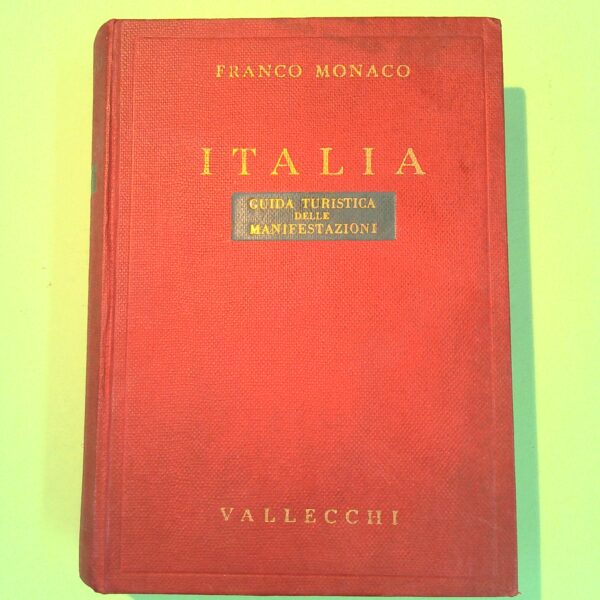 FRANCO MONACO
ITALIA
GUIDA TURISTICA
DELLE
MANIFESTAZIONI
VALLECCHI